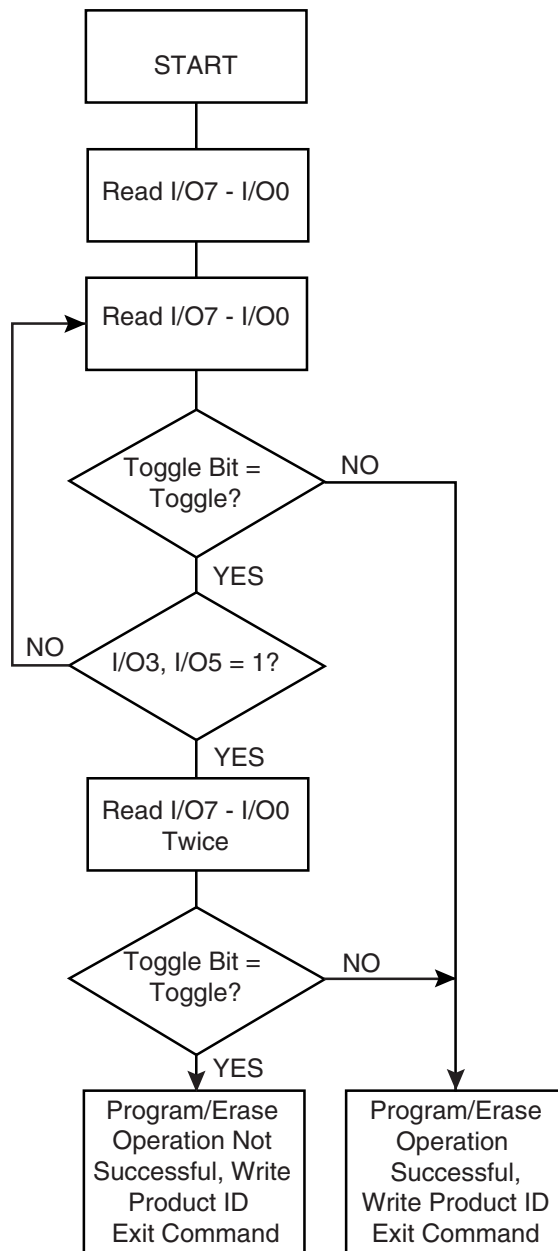 START
Read I/O7 - I/O0
Read I/O7 - I/O0
Toggle Bit =
Toggle?
NO
YES
NO
I/O3, I/O5 = 1?
YES
Read I/O7 - I/O0
Twice
Toggle Bit =
Toggle?
NO
YES
Program/Erase
Operation Not
Successful, Write
Product ID
Exit Command
Program/Erase
Operation
Successful,
Write Product ID
Exit Command